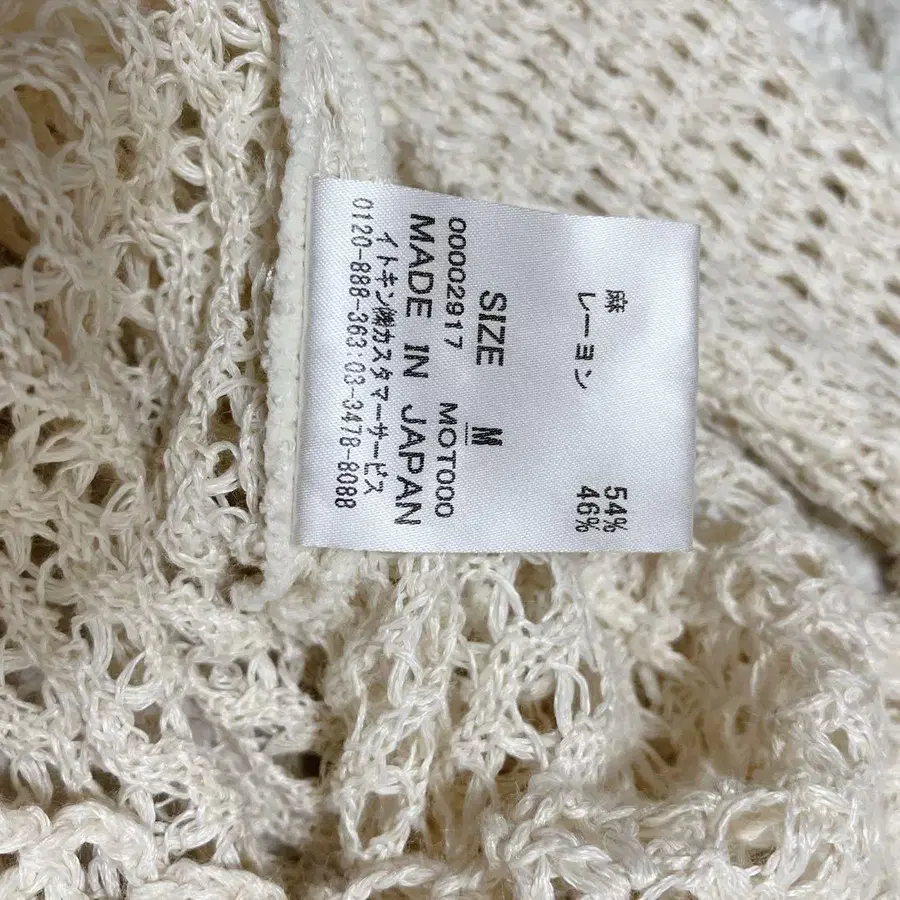 麻 54%
レーヨン 46%
SIZE M
00002917 MOT000
MADE IN JAPAN
イトキン㈱カスタマーサービス
0120-888-363:03-3478-8088